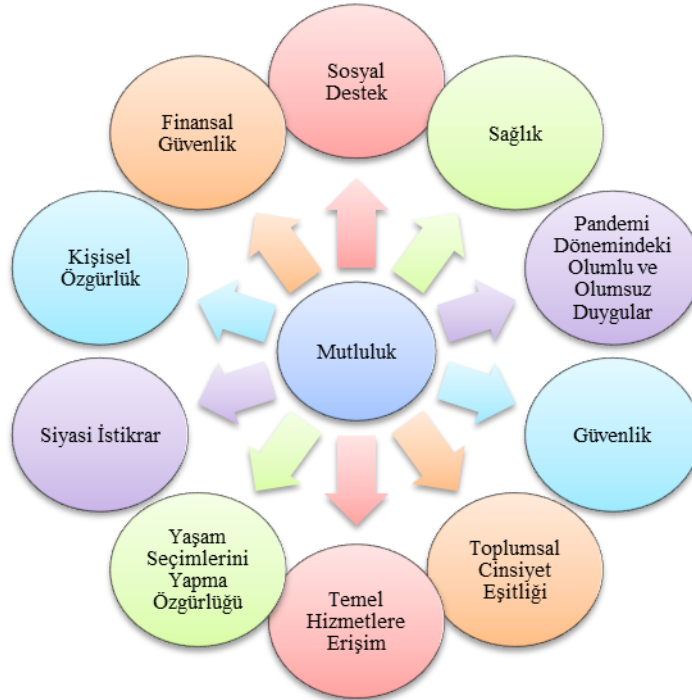 Sosyal
Destek
Sağlık
Pandemi
Dönemindeki
Olumlu ve
Olumsuz
Duygular
Güvenlik
Toplumsal
Cinsiyet
Eşitliği
Temel
Hizmetlere
Erişim
Yaşam
Seçimlerini
Yapma
Özgürlüğü
Siyasi İstikrar
Kişisel
Özgürlük
Finansal
Güvenlik
Mutluluk